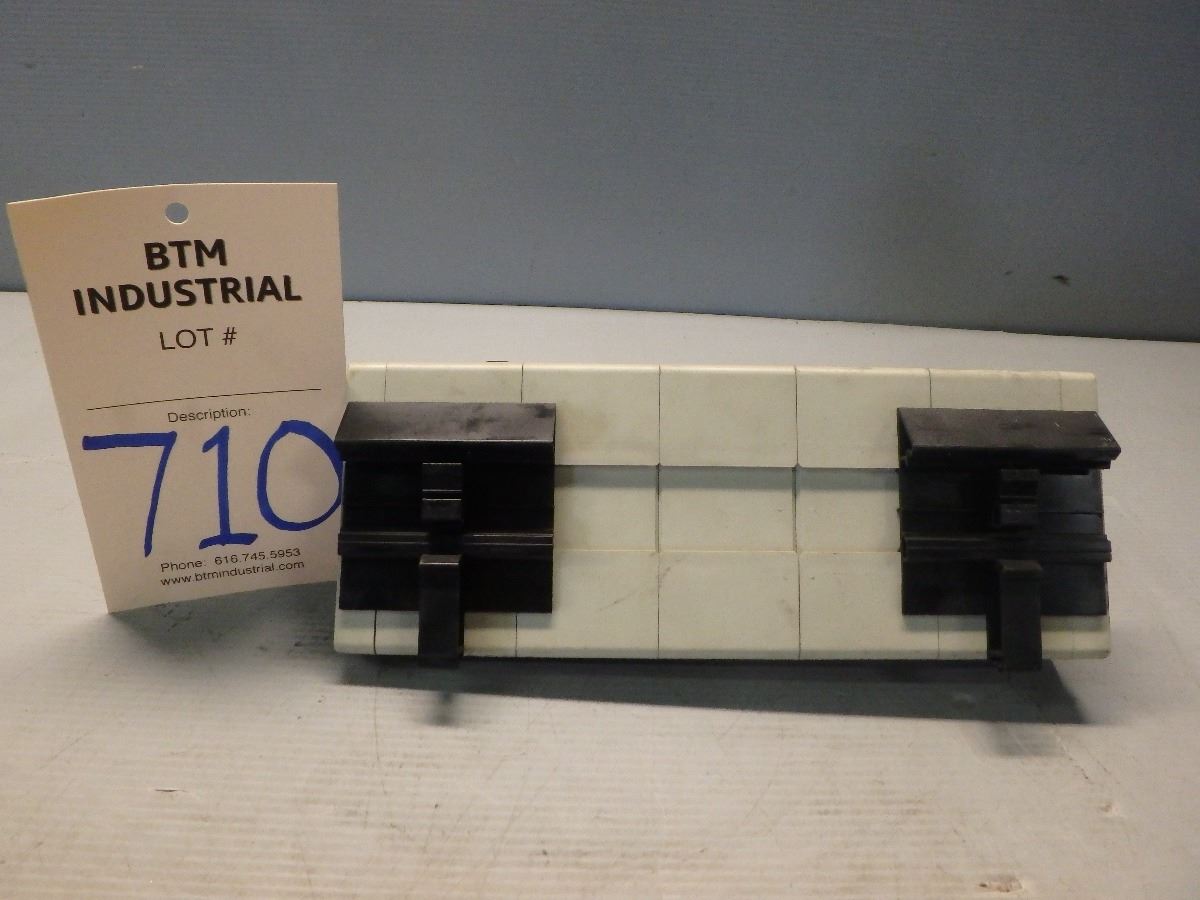 BTM
INDUSTRIAL
LOT #
Description:
710
Phone: 616.745.5953
www.btmindustrial.com